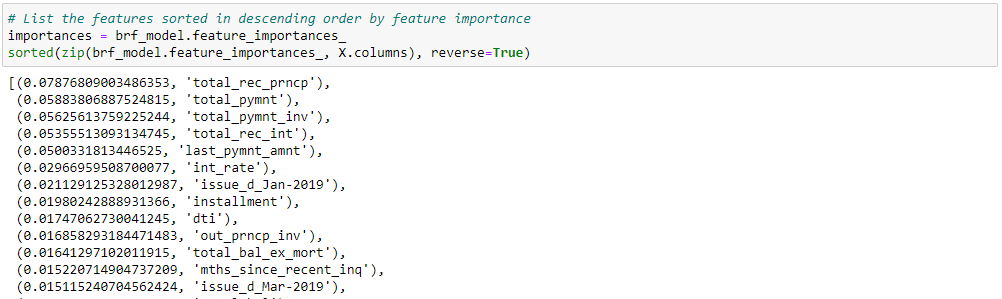 # List the features sorted in descending order by feature importance
importances = brf_model.feature_importances_
sorted(zip(brf_model.feature_importances_, X.columns), reverse=True)
[(0.07876809003486353, 'total_rec_prncp'),
(0.05883806887524815, 'total_pymnt'),
(0.05625613759225244, 'total_pymnt_inv'),
(0.05355513093134745, 'total_rec_int'),
(0.0500331813446525, 'last_pymnt_amnt'),
(0.02966959508700077, 'int_rate'),
(0.021129125328012987, 'issue_d_Jan-2019'),
(0.01980242888931366, 'installment'),
(0.01747062730041245, 'dti'),
(0.016858293184471483, 'out_prncp_inv'),
(0.01641297102011915, 'total_bal_ex_mort'),
(0.015220714904737209, 'mths_since_recent_inq'),
(0.015115240704562424, 'issue_d_Mar-2019'),